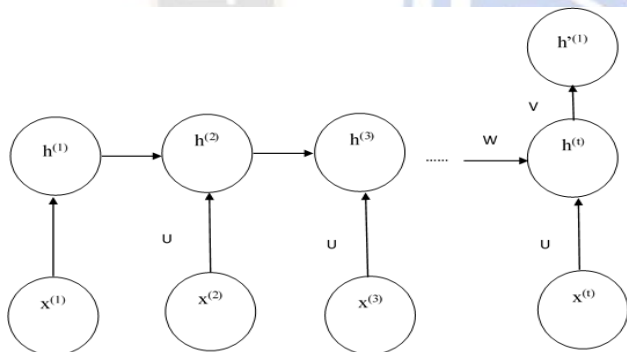 h'(1)
V
h(1)
h(2)
h(3)
......
W
h(t)
U
U
U
x(1)
x(2)
x(3)
x(t)